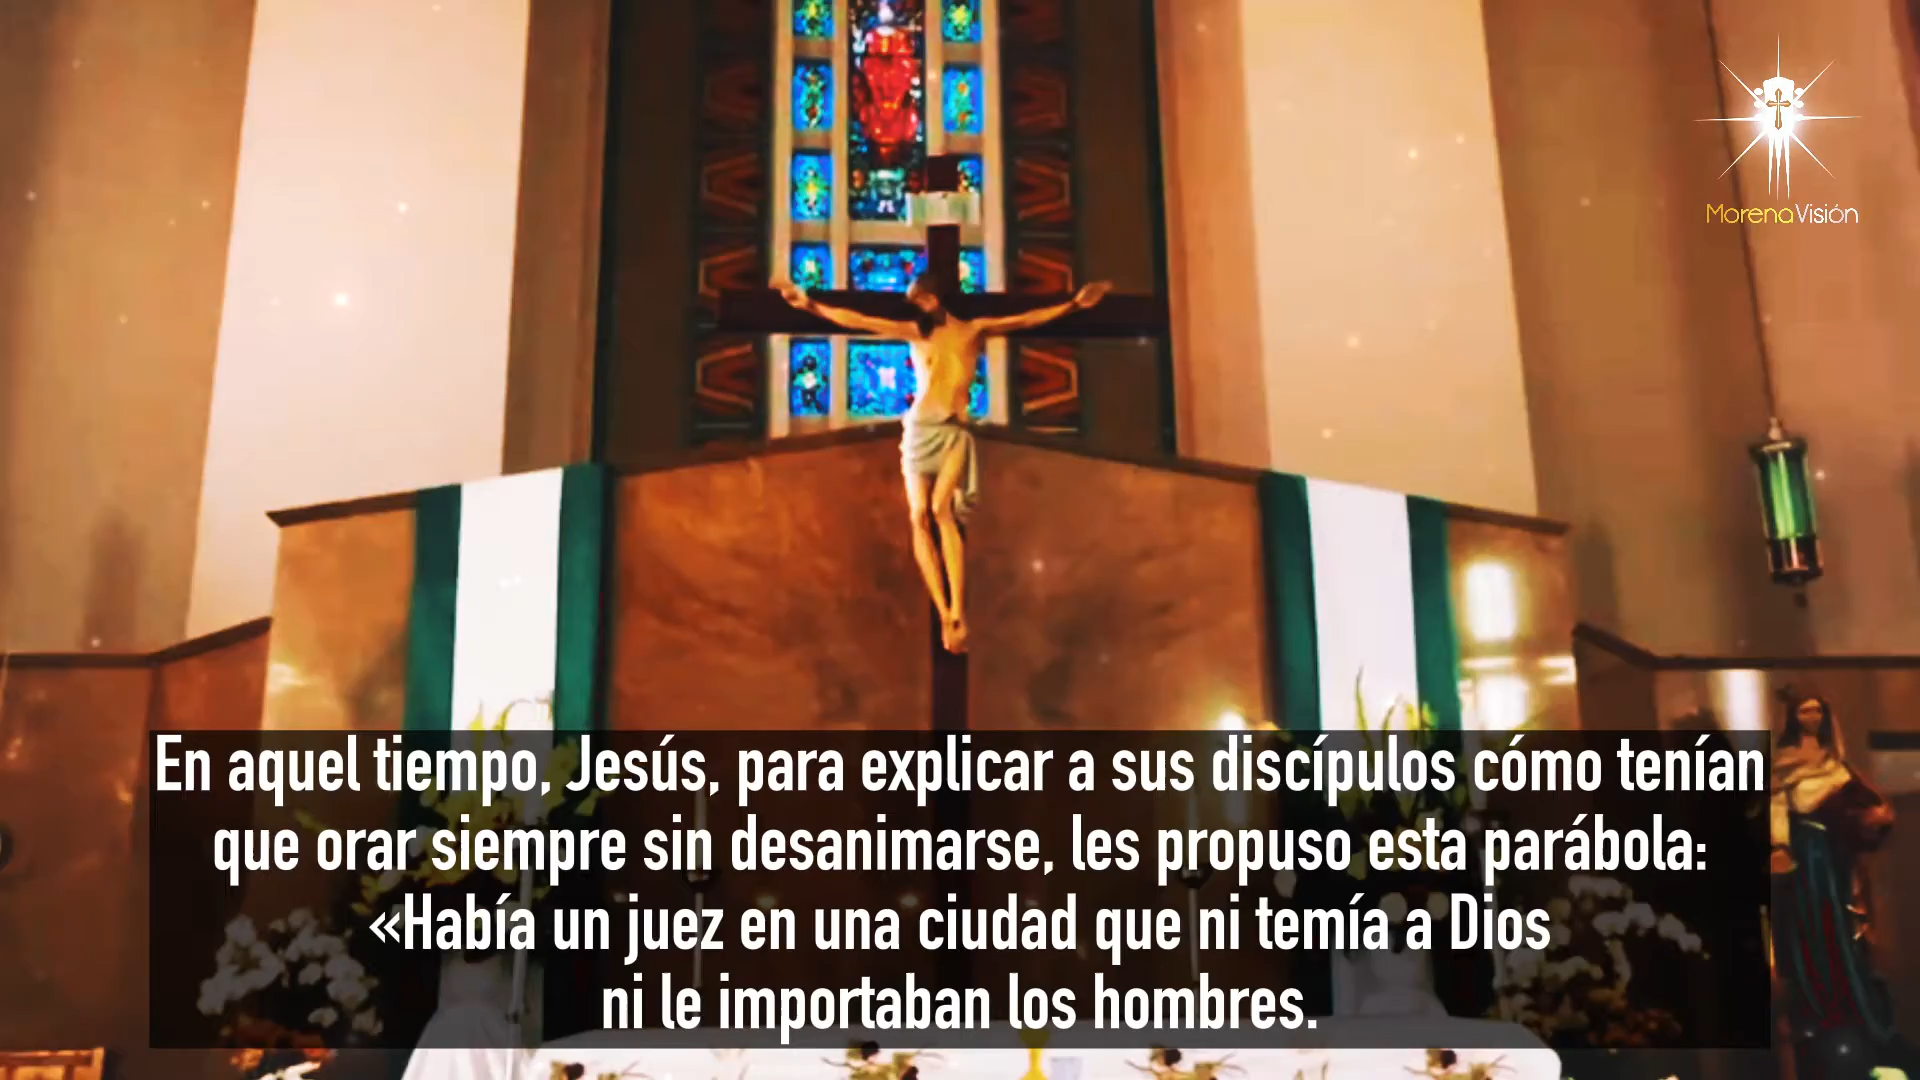 MorenaVisión
En aquel tiempo, Jesús, para explicar a sus discípulos cómo tenían
que orar siempre sin desanimarse, les propuso esta parábola:
«Había un juez en una ciudad que ni temía a Dios
ni le importaban los hombres.